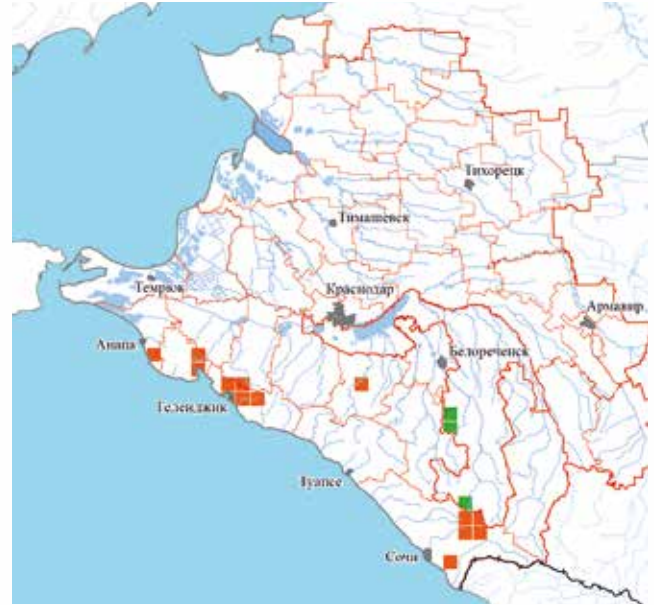 Тихорецк
Тимашевск
Темрюк
Краснодар
Армавир
Анапа
Белореченск
Геленджик
Туапсе
Сочи